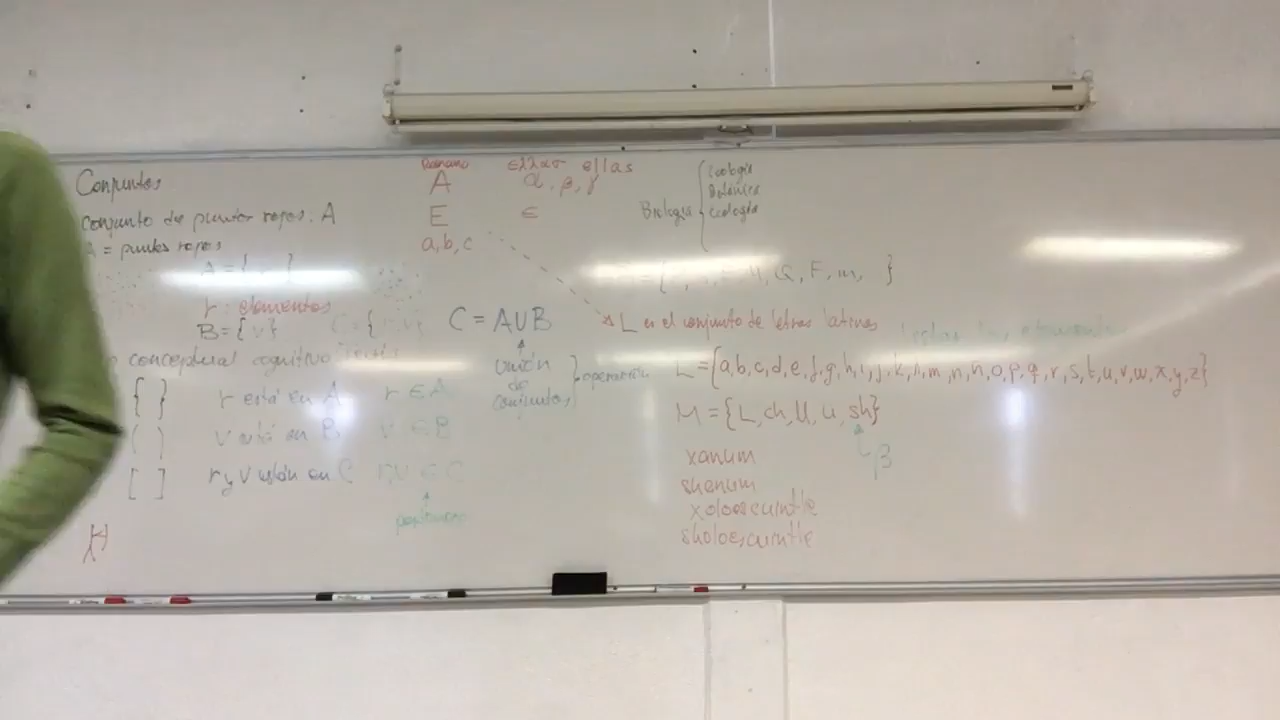 Conjuntos
conjunto de puntos rojos: A
A = puntos rojos
A = { }
r: elementos
B = {v}
conceptual cognitivo
{ }
r está en A r ∈ A
( )
v está en B V ∈ B
[ ]
r y V están en C r, V ∈ C
Romano ellas
A α, β, γ
E ∈
a, b, c
C = A∪B
unión
de
conjuntos
operación
Biología
Zoología
Botánica
Ecología
Q, F, m, }
L es el conjunto de letras latinas
L = {a,b,c,d,e,f,g,h,i,j,k,l,m,n,ñ,o,p,q,r,s,t,u,v,w,x,y,z}
M = {L, ch, ll, u, sh}
β
xanum
shanum
xoloescuintle
sholoescuintle